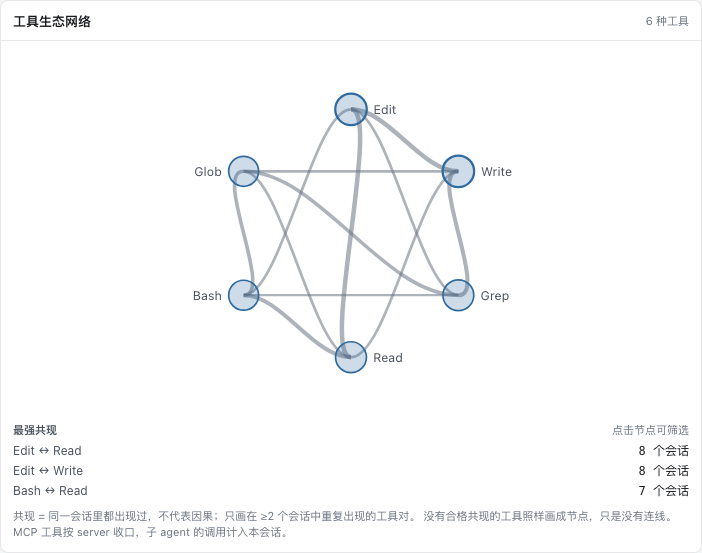 工具生态网络
6 种工具
Edit
Glob
Write
Bash
Grep
Read
最强共现
点击节点可筛选
Edit ↔ Read
8 个会话
Edit ↔ Write
8 个会话
Bash ↔ Read
7 个会话
共现 = 同一会话里都出现过，不代表因果；只画在 ≥2 个会话中重复出现的工具对。 没有合格共现的工具照样画成节点，只是没有连线。
MCP 工具按 server 收口，子 agent 的调用计入本会话。